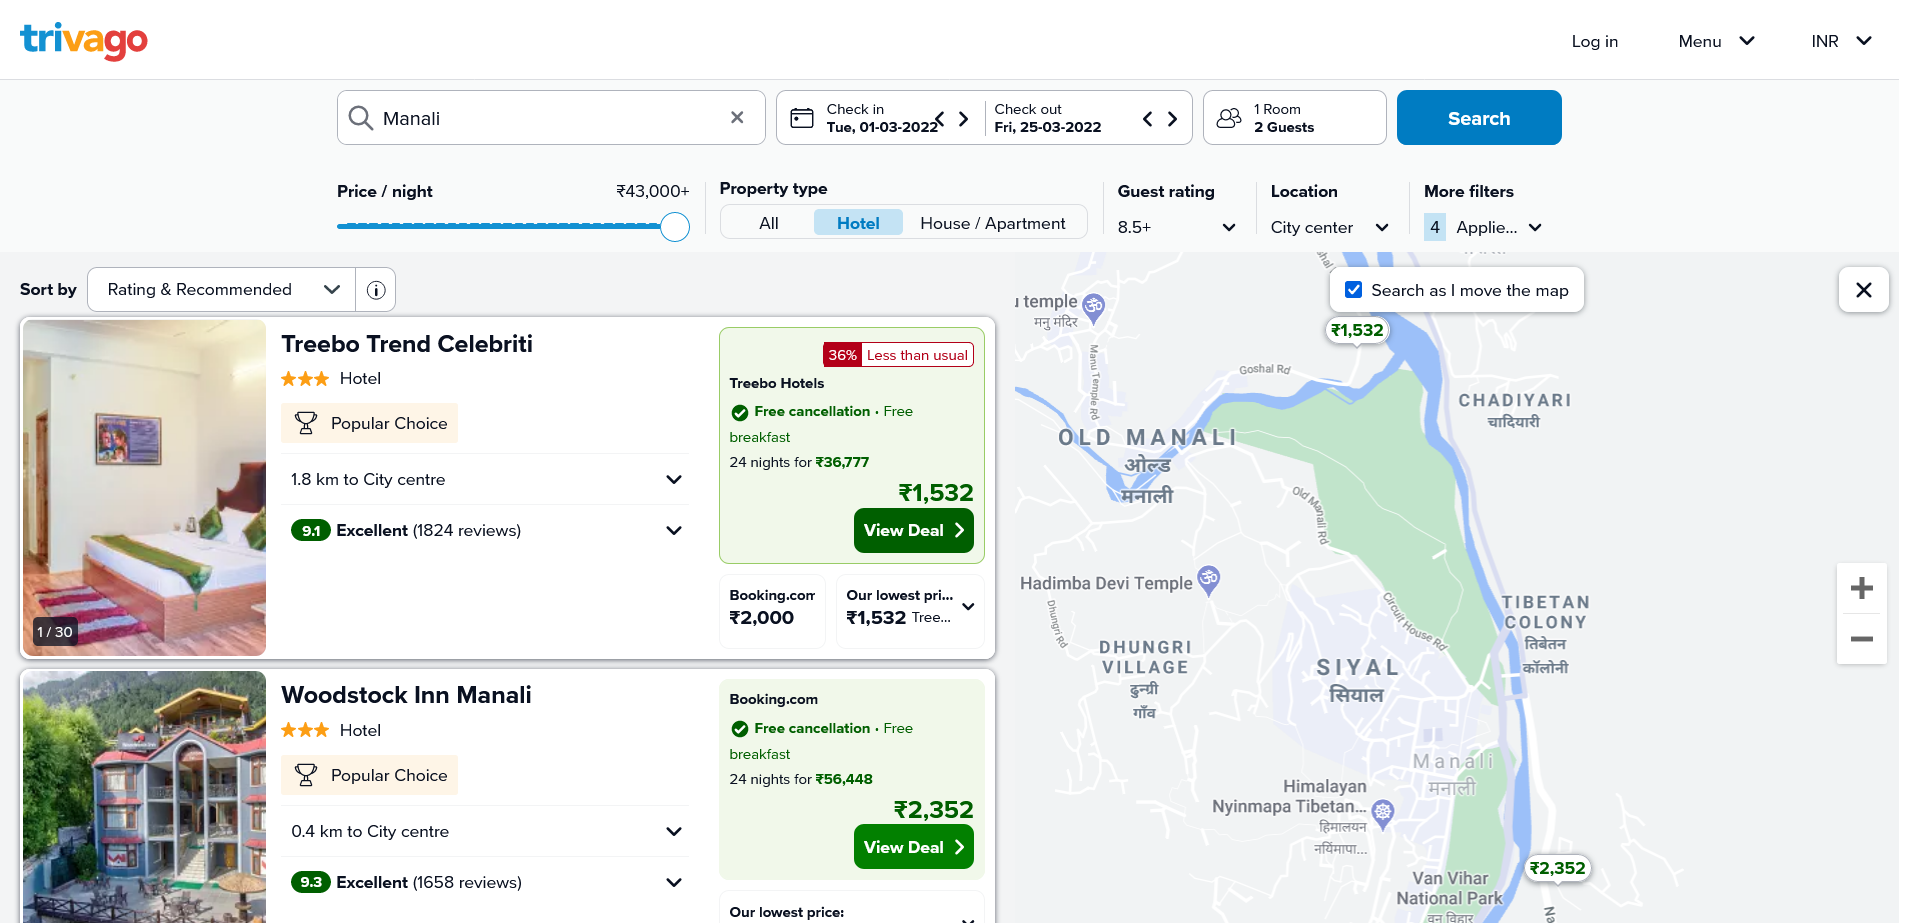 trivago
Log in
Menu
INR
Manali
Check in
Tue, 01-03-2022
Check out
Fri, 25-03-2022
1 Room
2 Guests
Search
Price / night
₹43,000+
Property type
All
Hotel
House / Apartment
Guest rating
8.5+
Location
City center
More filters
4 Applie...
Sort by
Rating & Recommended
Treebo Trend Celebriti
Hotel
Popular Choice
1.8 km to City centre
9.1 Excellent (1824 reviews)
1 / 30
36% Less than usual
Treebo Hotels
Free cancellation · Free
breakfast
24 nights for ₹36,777
₹1,532
View Deal
Booking.com
₹2,000
Our lowest pri...
₹1,532 Tree...
Woodstock Inn Manali
Hotel
Popular Choice
0.4 km to City centre
9.3 Excellent (1658 reviews)
Booking.com
Free cancellation · Free
breakfast
24 nights for ₹56,448
₹2,352
View Deal
Our lowest price:
Search as I move the map
temple
मनु मंदिर
₹1,532
Manu Temple Rd
Goshal Rd
CHADIYARI
चादियारी
OLD MANALI
ओल्ड
मनाली
Old Manali Rd
Hadimba Devi Temple
Dhungri Rd
Circuit House Rd
TIBETAN
COLONY
तिबेतन
कॉलोनी
DHUNGRI
VILLAGE
ढुन्ग्री
गाँव
SIYAL
सियाल
Manali
मनाली
Himalayan
Nyinmapa Tibetan...
हिमालयन
नयिंमापा...
₹2,352
Van Vihar
National Park
वन विहार